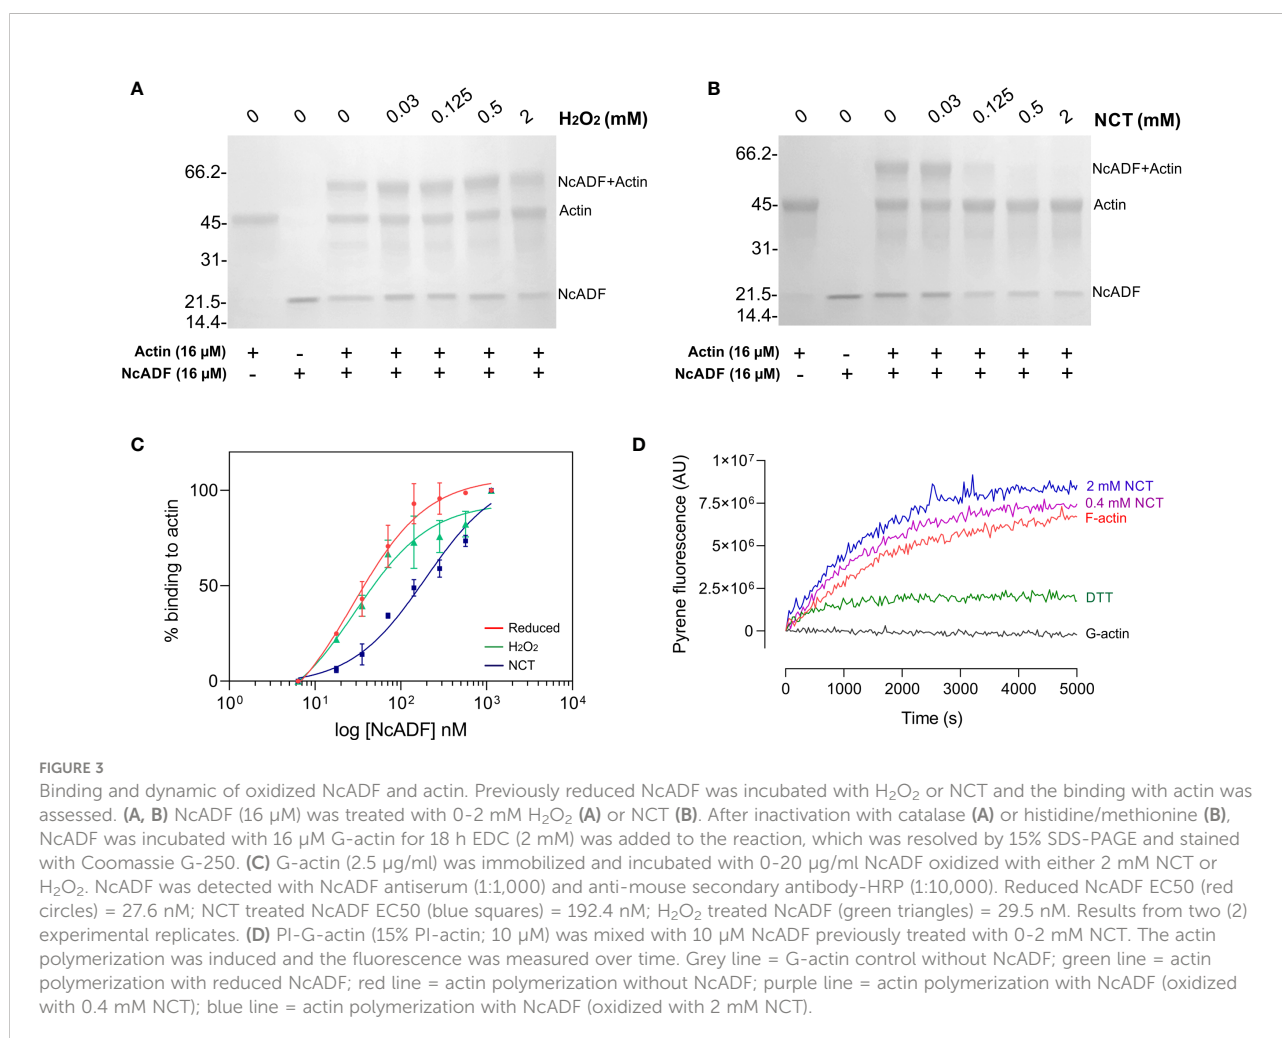 A
0 0 0 0.03 0.125 0.5 2 H₂O₂ (mM)
66.2-
45-
31-
21.5-
14.4-
NcADF+Actin
Actin
NcADF
Actin (16 µM) + - + + + + +
NcADF (16 µM) - + + + + + +
B
0 0 0 0.03 0.125 0.5 2 NCT (mM)
66.2-
45-
31-
21.5-
14.4-
NcADF+Actin
Actin
NcADF
Actin (16 µM) + - + + + + +
NcADF (16 µM) - + + + + + +
C
% binding to actin
100
50
0
10⁰ 10¹ 10² 10³ 10⁴
log [NcADF] nM
Reduced
H₂O₂
NCT
D
Pyrene fluorescence (AU)
1×10⁷
7.5×10⁶
5×10⁶
2.5×10⁶
0
2 mM NCT
0.4 mM NCT
F-actin
DTT
G-actin
0 1000 2000 3000 4000 5000
Time (s)
FIGURE 3
Binding and dynamic of oxidized NcADF and actin. Previously reduced NcADF was incubated with H₂O₂ or NCT and the binding with actin was
assessed. (A, B) NcADF (16 µM) was treated with 0-2 mM H₂O₂ (A) or NCT (B). After inactivation with catalase (A) or histidine/methionine (B),
NcADF was incubated with 16 µM G-actin for 18 h EDC (2 mM) was added to the reaction, which was resolved by 15% SDS-PAGE and stained
with Coomassie G-250. (C) G-actin (2.5 µg/ml) was immobilized and incubated with 0-20 µg/ml NcADF oxidized with either 2 mM NCT or
H₂O₂. NcADF was detected with NcADF antiserum (1:1,000) and anti-mouse secondary antibody-HRP (1:10,000). Reduced NcADF EC50 (red
circles) = 27.6 nM; NCT treated NcADF EC50 (blue squares) = 192.4 nM; H₂O₂ treated NcADF (green triangles) = 29.5 nM. Results from two (2)
experimental replicates. (D) PI-G-actin (15% PI-actin; 10 µM) was mixed with 10 µM NcADF previously treated with 0-2 mM NCT. The actin
polymerization was induced and the fluorescence was measured over time. Grey line = G-actin control without NcADF; green line = actin
polymerization with reduced NcADF; red line = actin polymerization without NcADF; purple line = actin polymerization with NcADF (oxidized
with 0.4 mM NCT); blue line = actin polymerization with NcADF (oxidized with 2 mM NCT).